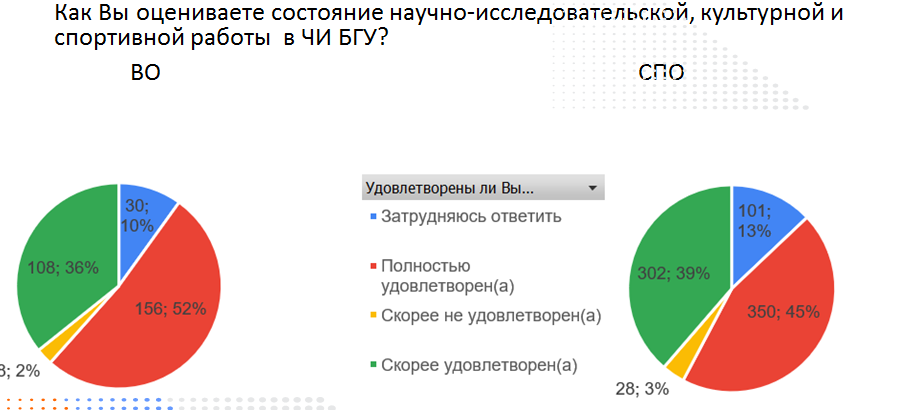 Как Вы оцениваете состояние научно-исследовательской, культурной и
спортивной работы в ЧИ БГУ?
ВО
СПО
30;
10%
108; 36%
156; 52%
8; 2%
Удовлетворены ли Вы...
Затрудняюсь ответить
Полностью
удовлетворен(а)
Скорее не удовлетворен(а)
Скорее удовлетворен(а)
101;
13%
302; 39%
350; 45%
28; 3%